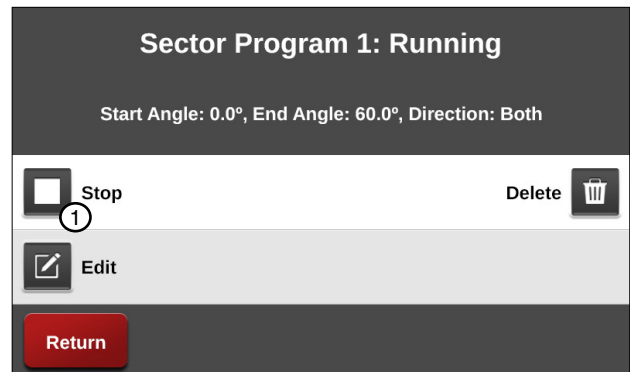 Sector Program 1: Running
Start Angle: 0.0º, End Angle: 60.0º, Direction: Both
Stop
Delete
1
Edit
Return